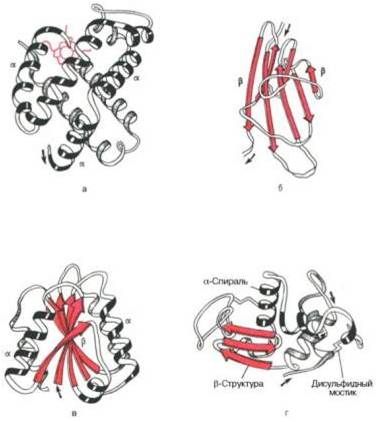 α
α
α
а
β
β
б
α
β
α
в
α-Спираль
β-Структура
Дисульфидный
мостик
г